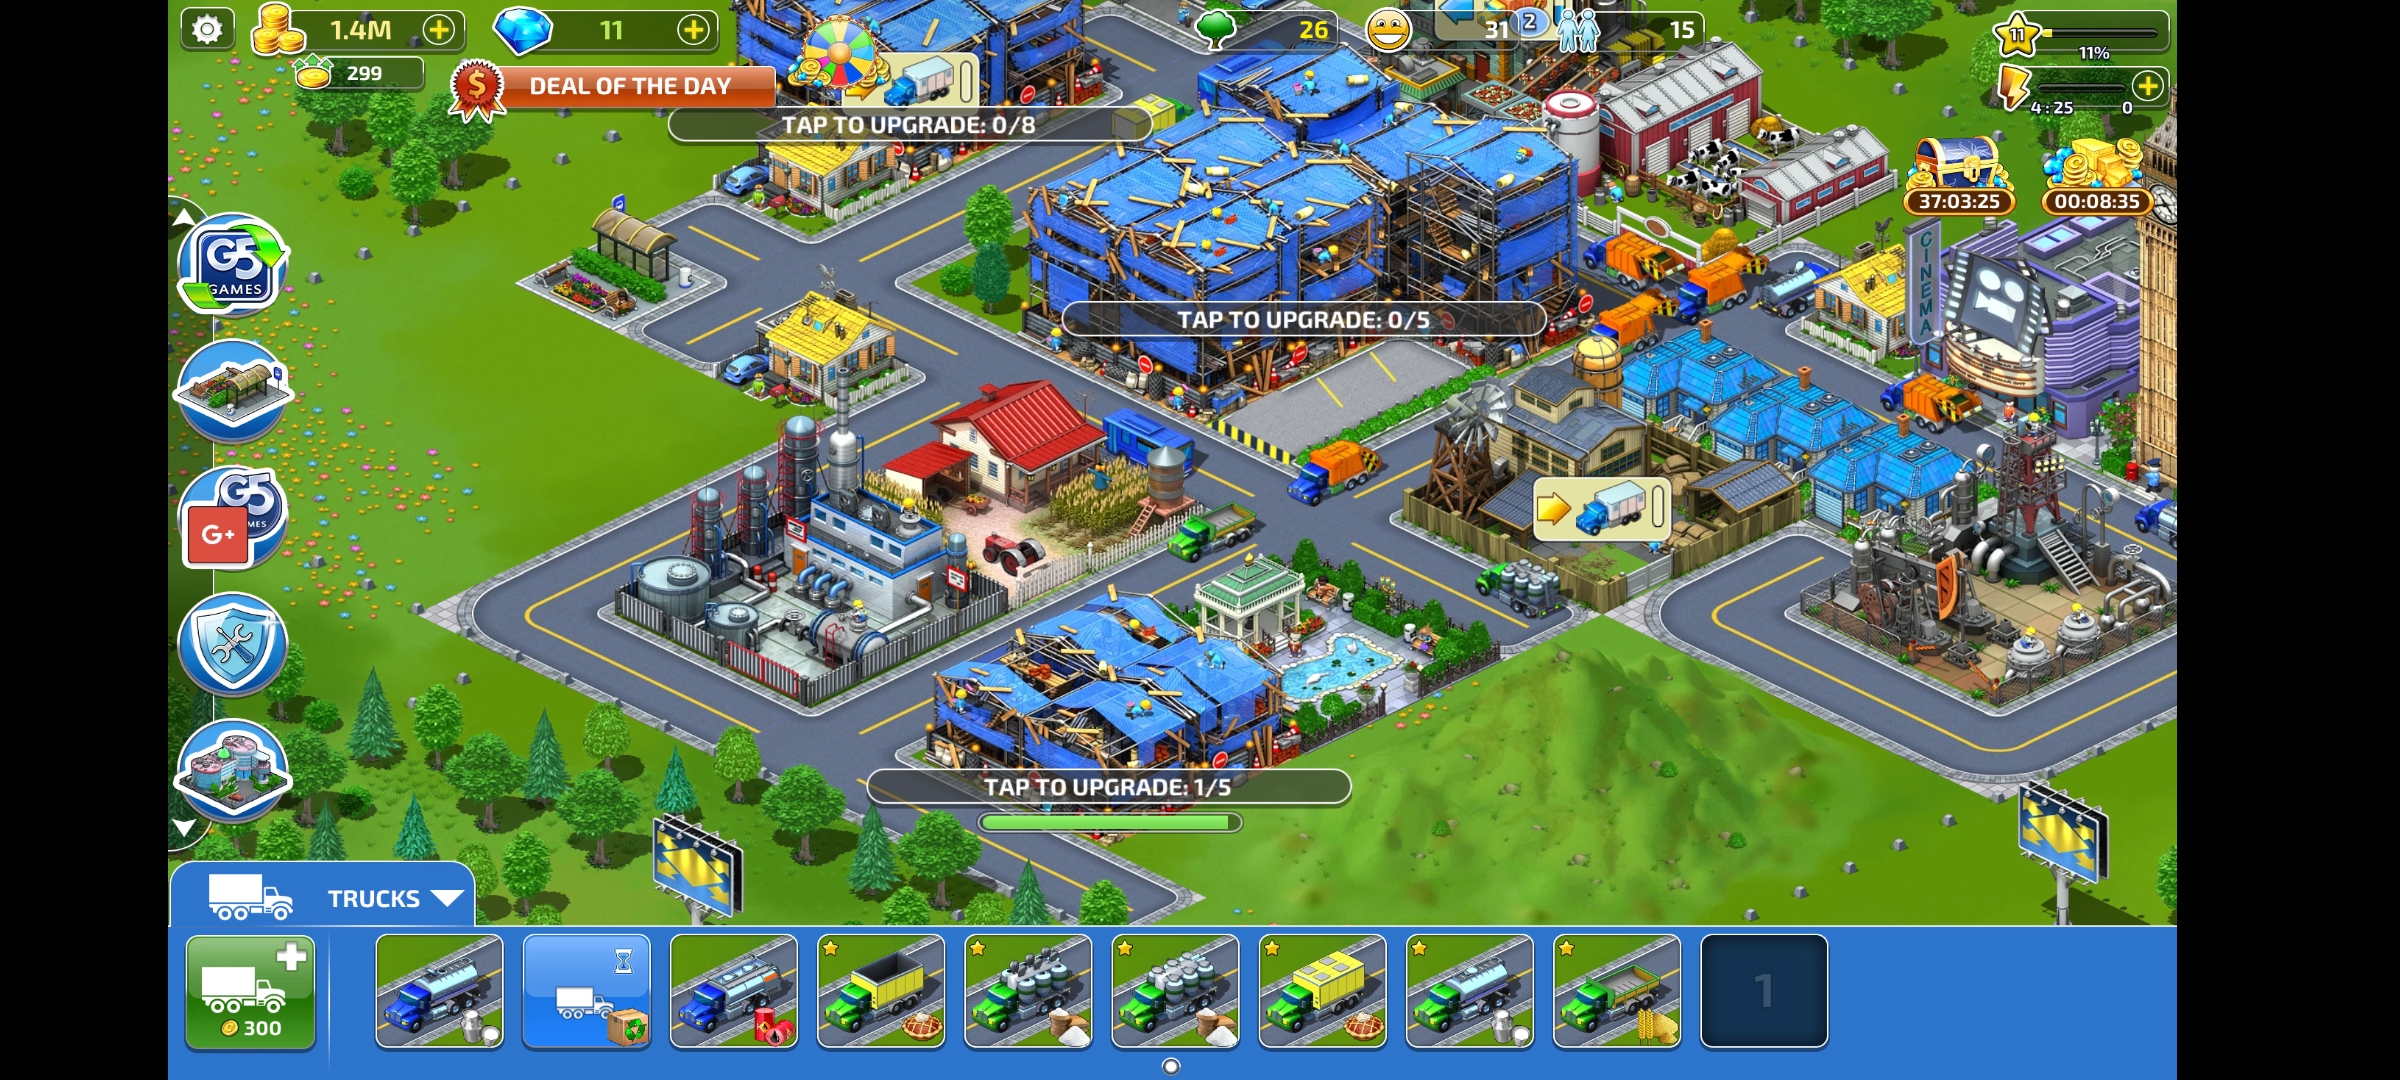 1.4M
11
26
31
2
15
11
11%
299
DEAL OF THE DAY
4:25
0
TAP TO UPGRADE: 0/8
37:03:25
00:08:35
G5
GAMES
CINEMA
TAP TO UPGRADE: 0/5
G5
G+
TAP TO UPGRADE: 1/5
TRUCKS
300
1